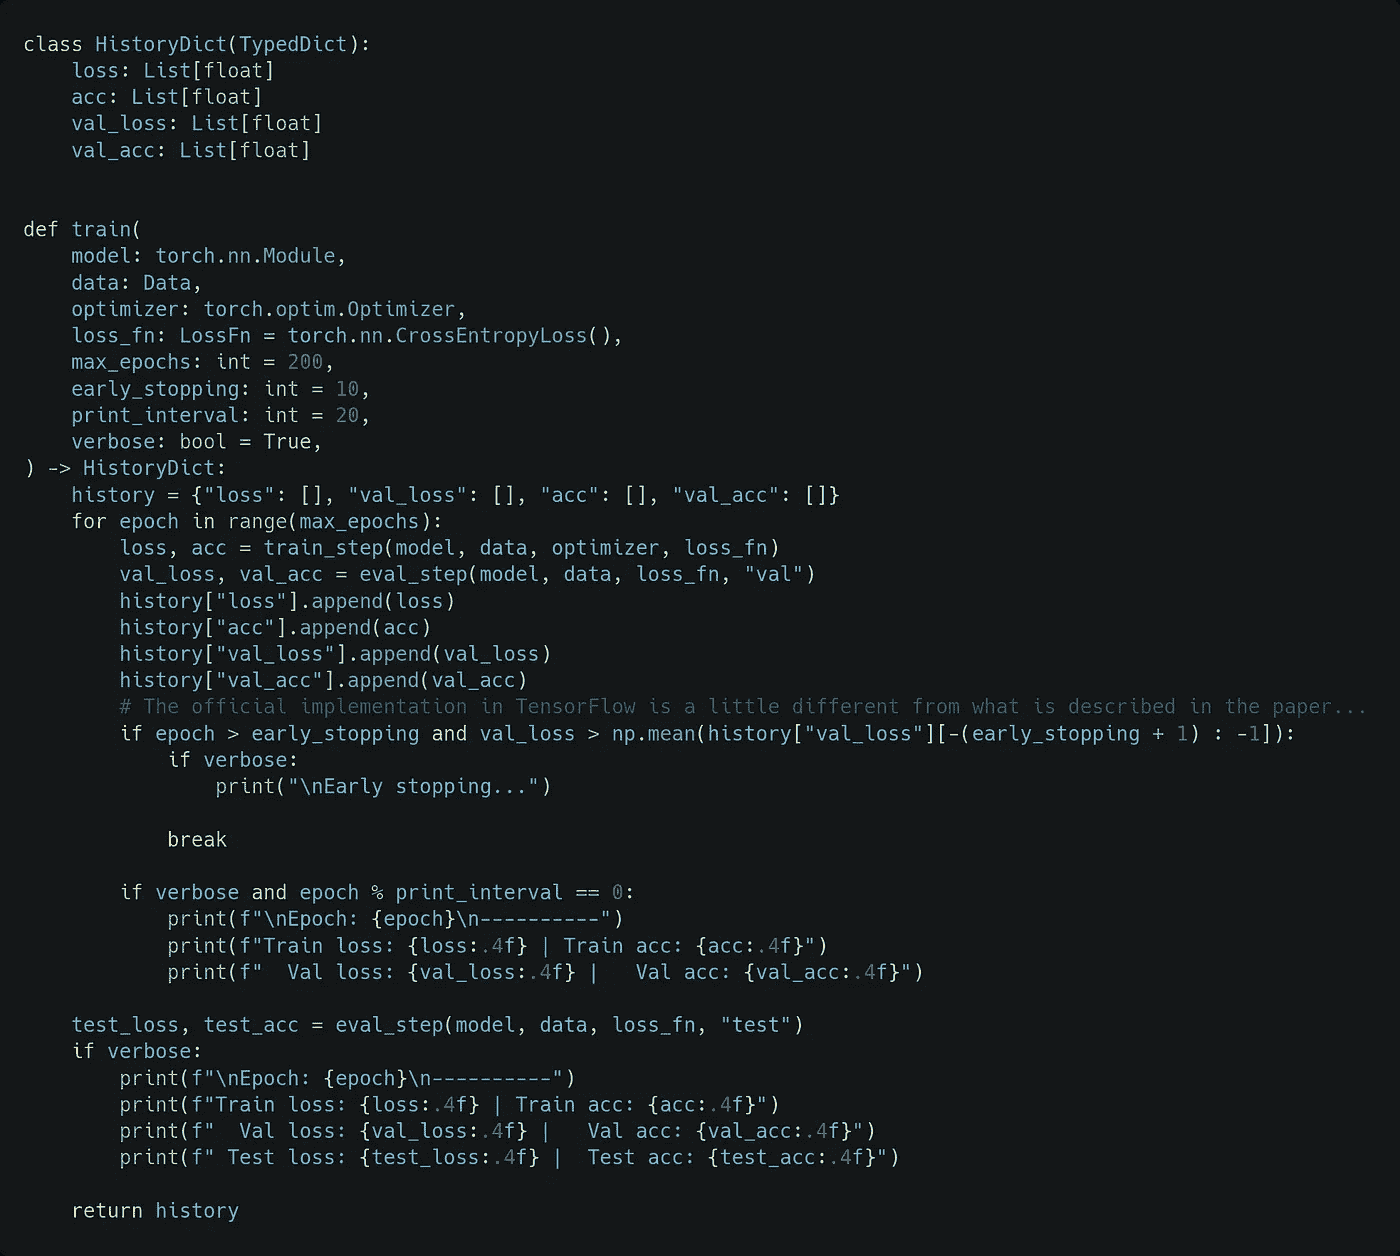 class HistoryDict(TypedDict):
    loss: List[float]
    acc: List[float]
    val_loss: List[float]
    val_acc: List[float]


def train(
    model: torch.nn.Module,
    data: Data,
    optimizer: torch.optim.Optimizer,
    loss_fn: LossFn = torch.nn.CrossEntropyLoss(),
    max_epochs: int = 200,
    early_stopping: int = 10,
    print_interval: int = 20,
    verbose: bool = True,
) -> HistoryDict:
    history = {"loss": [], "val_loss": [], "acc": [], "val_acc": []}
    for epoch in range(max_epochs):
        loss, acc = train_step(model, data, optimizer, loss_fn)
        val_loss, val_acc = eval_step(model, data, loss_fn, "val")
        history["loss"].append(loss)
        history["acc"].append(acc)
        history["val_loss"].append(val_loss)
        history["val_acc"].append(val_acc)
        # The official implementation in TensorFlow is a little different from what is described in the paper...
        if epoch > early_stopping and val_loss > np.mean(history["val_loss"][-(early_stopping + 1) : -1]):
            if verbose:
                print("\nEarly stopping...")

            break

        if verbose and epoch % print_interval == 0:
            print(f"\nEpoch: {epoch}\n----------")
            print(f"Train loss: {loss:.4f} | Train acc: {acc:.4f}")
            print(f"  Val loss: {val_loss:.4f} |   Val acc: {val_acc:.4f}")

    test_loss, test_acc = eval_step(model, data, loss_fn, "test")
    if verbose:
        print(f"\nEpoch: {epoch}\n----------")
        print(f"Train loss: {loss:.4f} | Train acc: {acc:.4f}")
        print(f"  Val loss: {val_loss:.4f} |   Val acc: {val_acc:.4f}")
        print(f" Test loss: {test_loss:.4f} |  Test acc: {test_acc:.4f}")

    return history